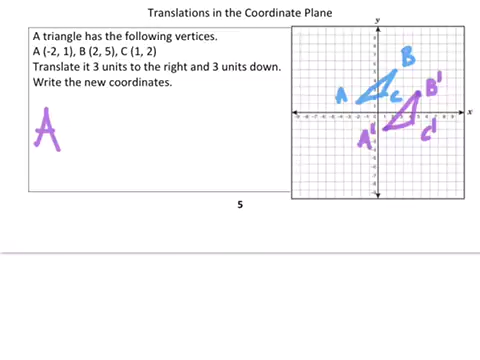 Translations in the Coordinate Plane
A triangle has the following vertices.
A (-2, 1), B (2, 5), C (1, 2)
Translate it 3 units to the right and 3 units down.
Write the new coordinates.
A
y
x
B
A
C
B'
A'
C'
5